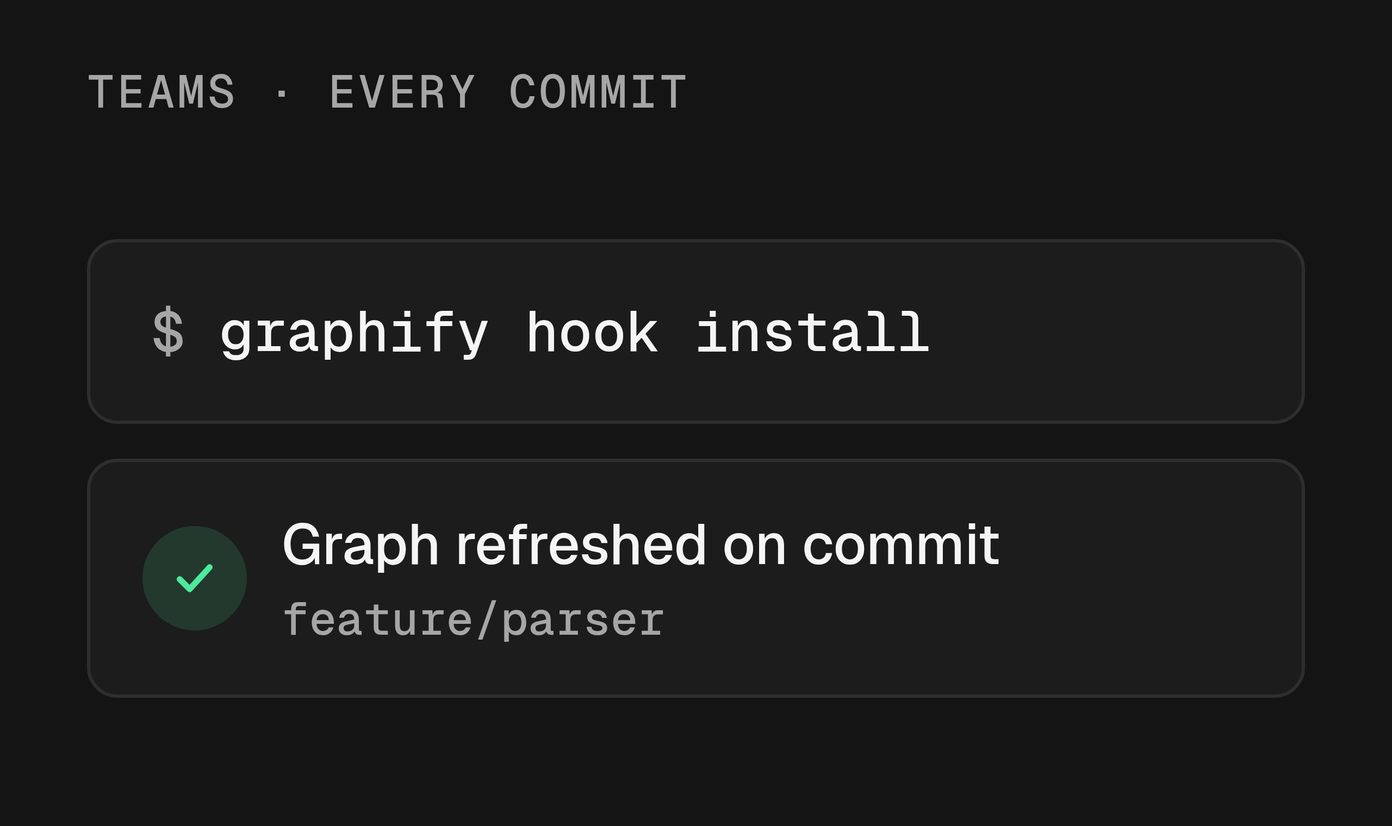 TEAMS · EVERY COMMIT
$ graphify hook install
Graph refreshed on commit
feature/parser